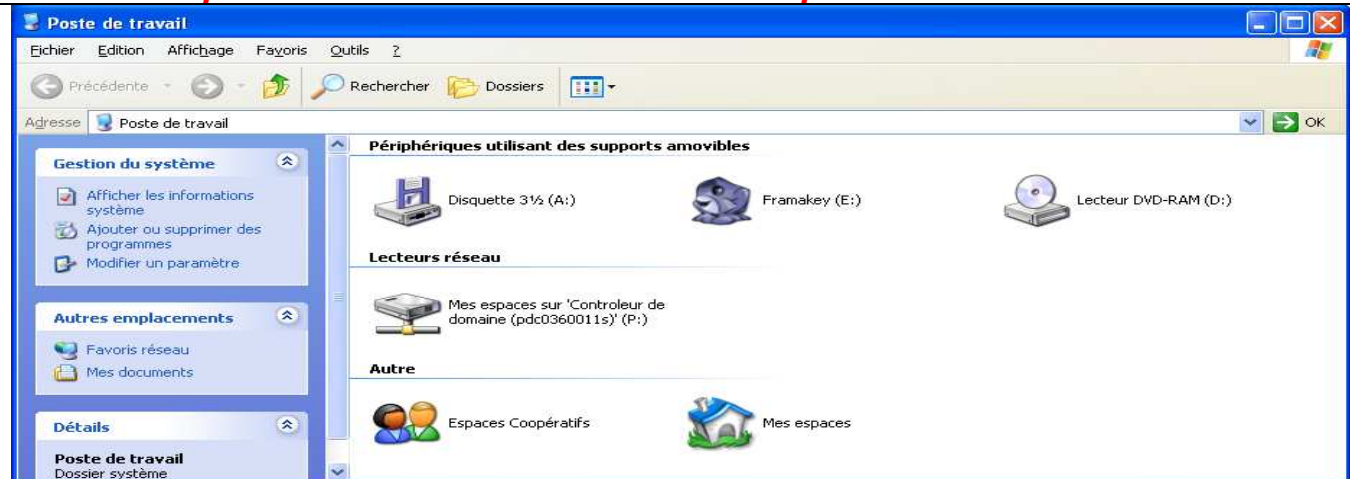 Poste de travail
Fichier Edition Affichage Favoris Outils ?
Précédente Rechercher Dossiers
Adresse Poste de travail OK
Gestion du système
Afficher les informations
système
Ajouter ou supprimer des
programmes
Modifier un paramètre
Autres emplacements
Favoris réseau
Mes documents
Détails
Poste de travail
Dossier système
Périphériques utilisant des supports amovibles
Disquette 3½ (A:) Framakey (E:) Lecteur DVD-RAM (D:)
Lecteurs réseau
Mes espaces sur 'Controleur de
domaine (pdc0360011s)' (P:)
Autre
Espaces Coopératifs Mes espaces